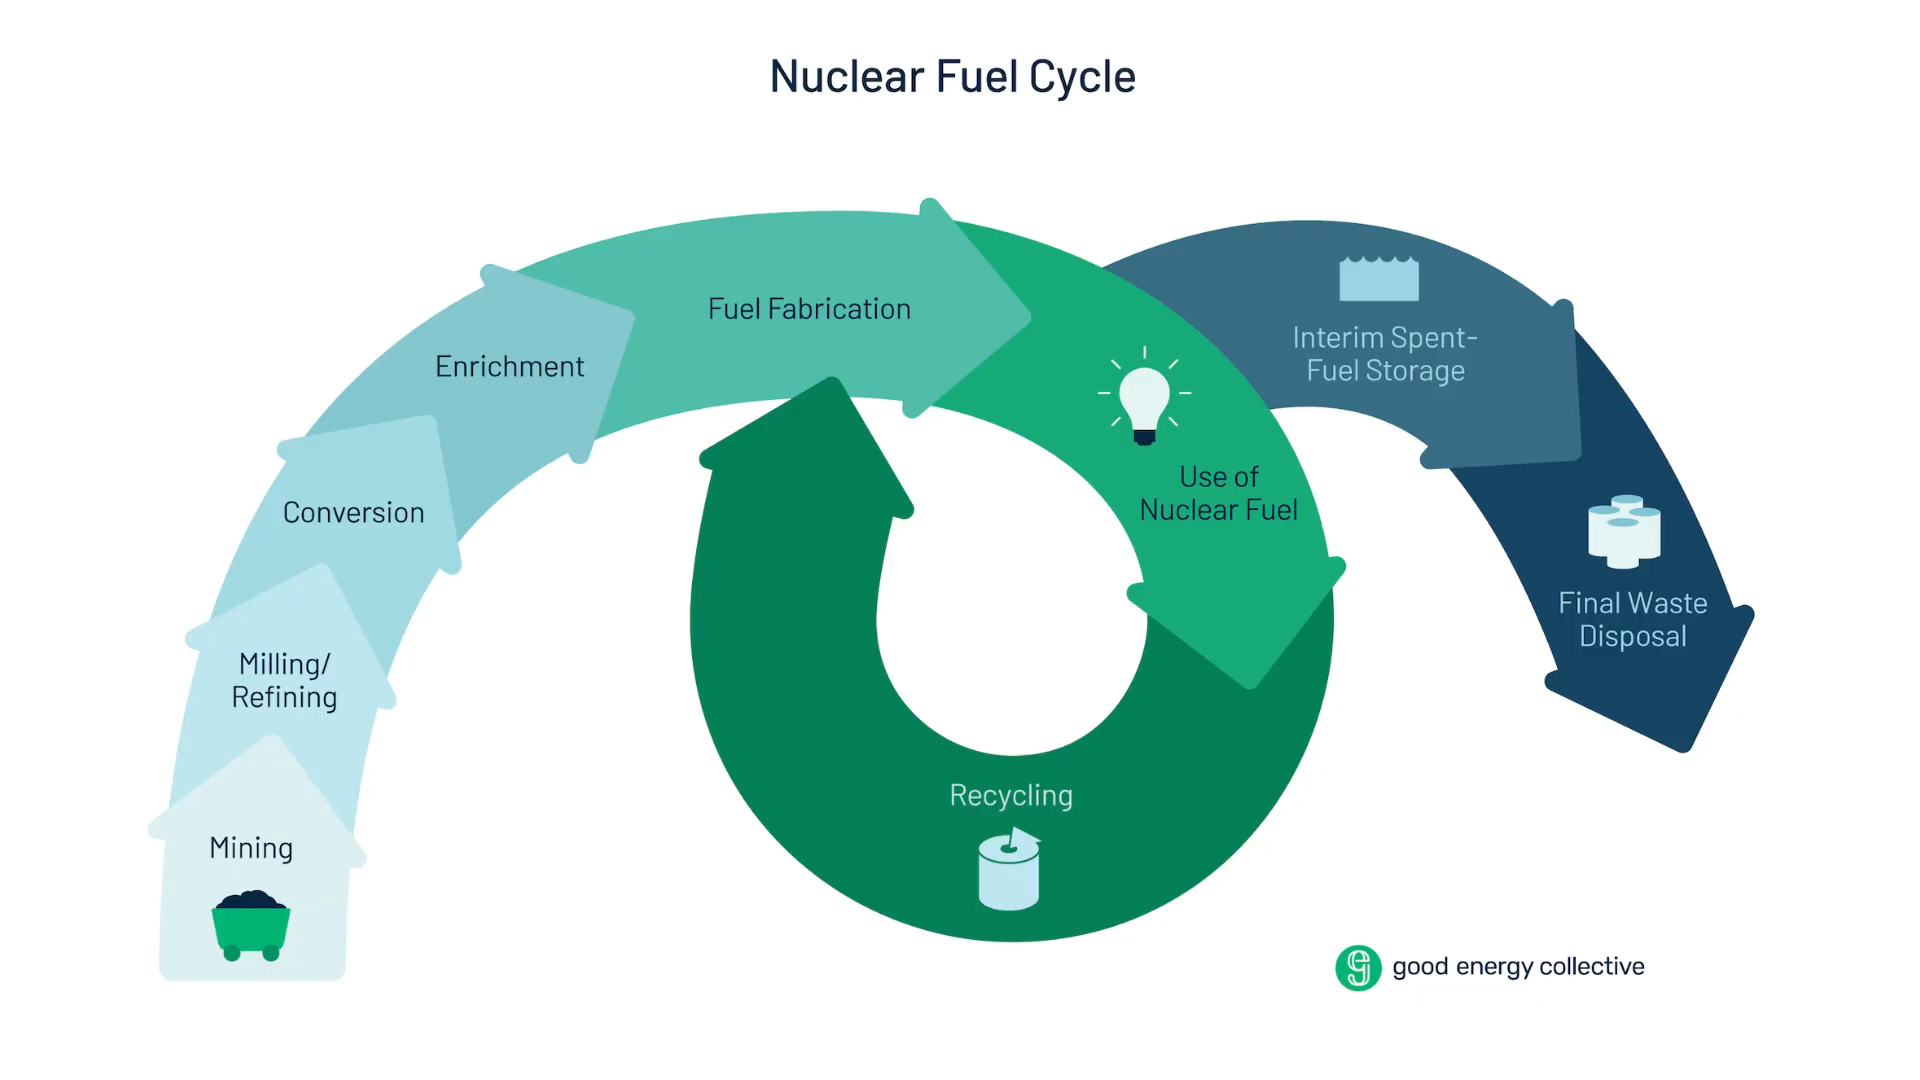 Nuclear Fuel Cycle
Mining
Milling/
Refining
Conversion
Enrichment
Fuel Fabrication
Use of
Nuclear Fuel
Recycling
Interim Spent-
Fuel Storage
Final Waste
Disposal
ge
good energy collective